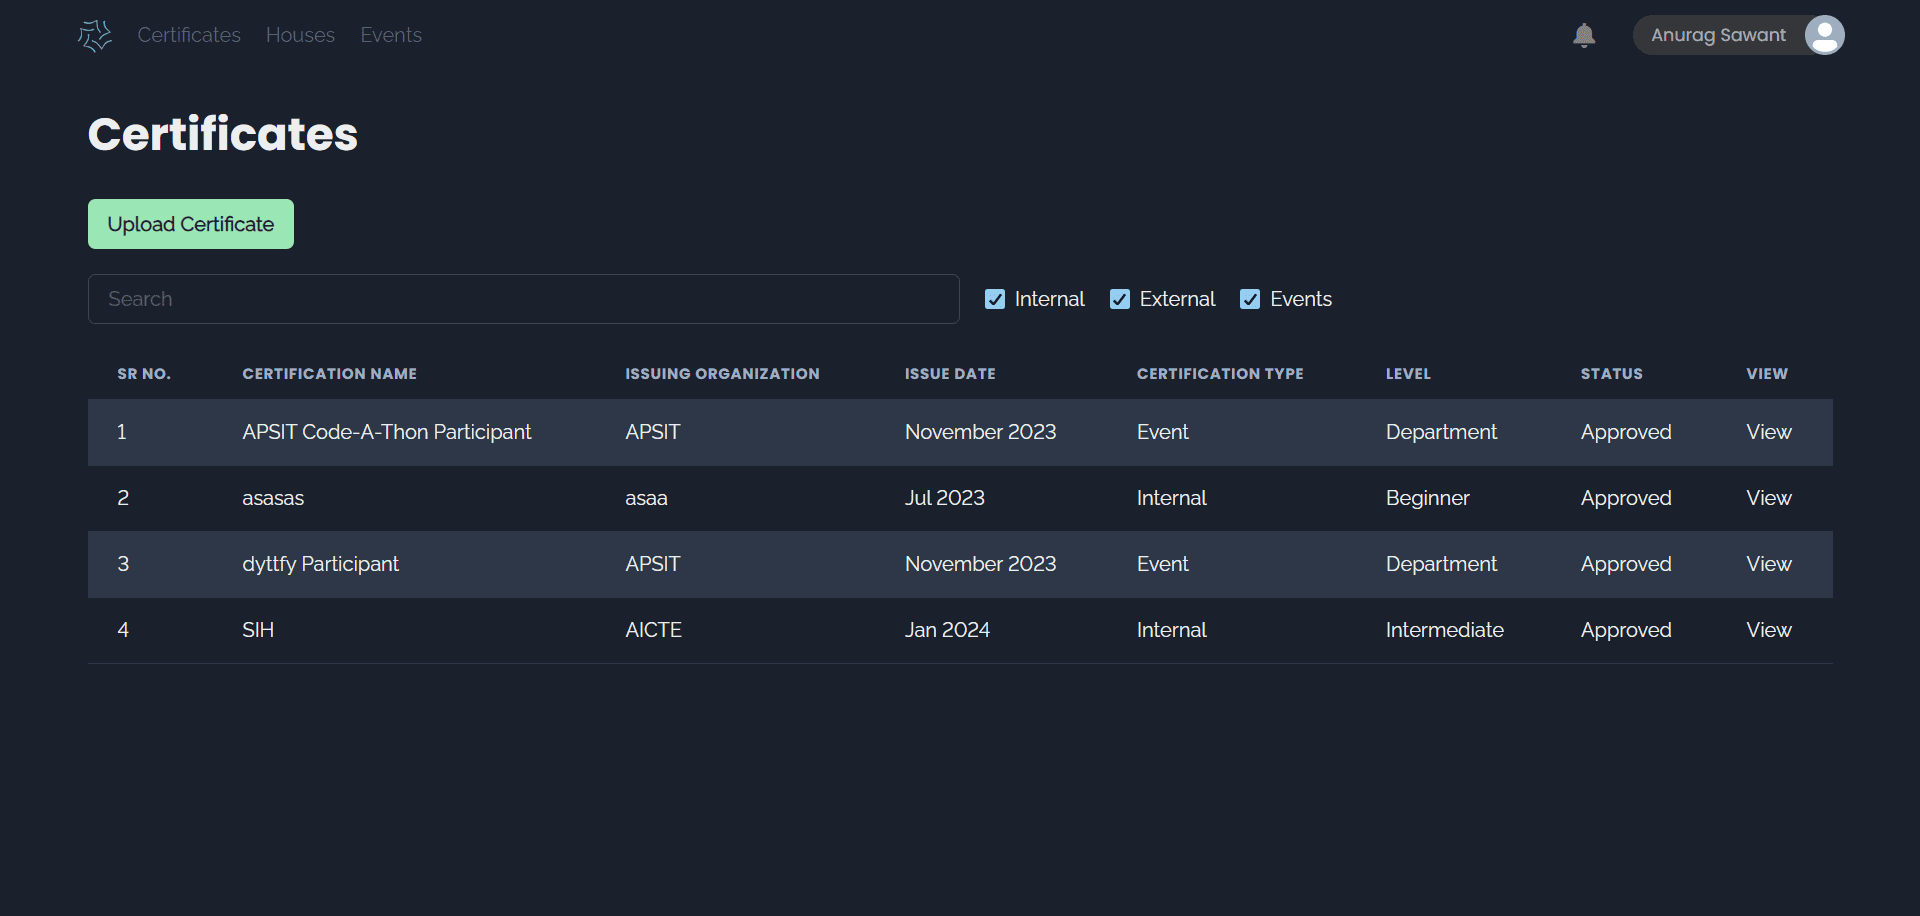 Certificates Houses Events Anurag Sawant
Certificates
Upload Certificate
Search Internal External Events
SR NO. CERTIFICATION NAME ISSUING ORGANIZATION ISSUE DATE CERTIFICATION TYPE LEVEL STATUS VIEW
1 APSIT Code-A-Thon Participant APSIT November 2023 Event Department Approved View
2 asasas asaa Jul 2023 Internal Beginner Approved View
3 dyttfy Participant APSIT November 2023 Event Department Approved View
4 SIH AICTE Jan 2024 Internal Intermediate Approved View